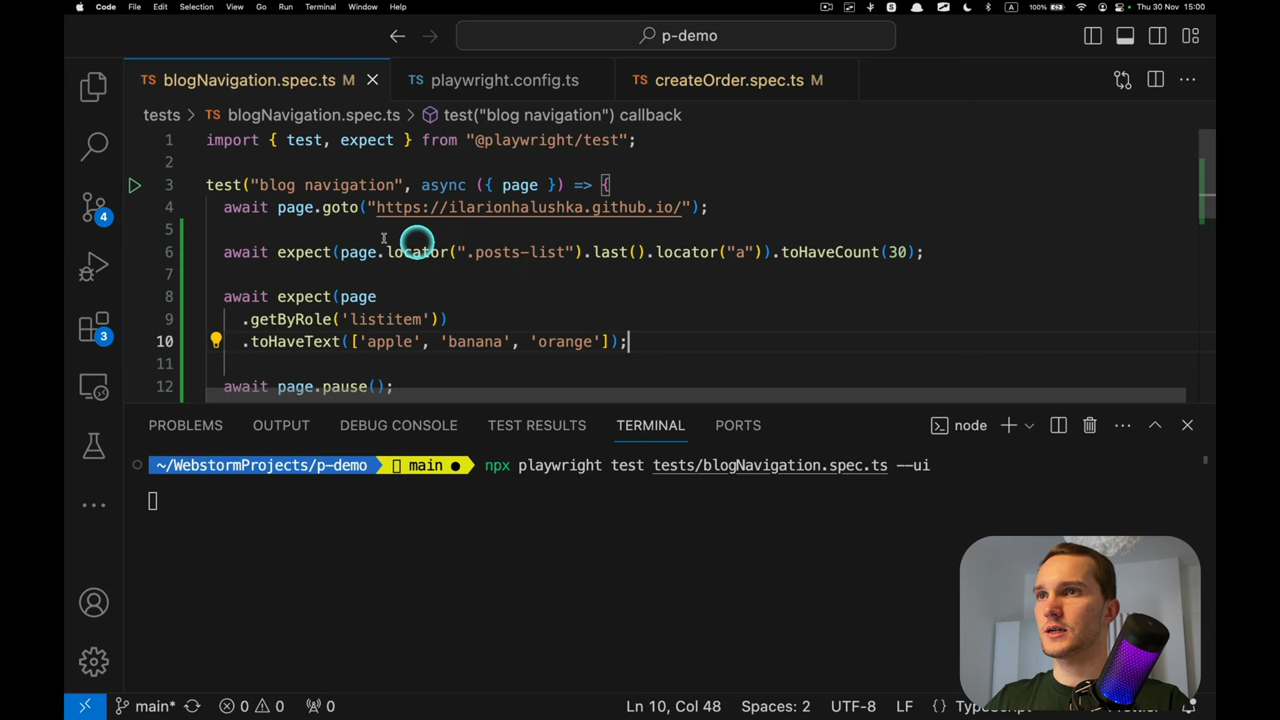 Code File Edit Selection View Go Run Terminal Window Help A 100% Thu 30 Nov 15:00
p-demo
TS blogNavigation.spec.ts M TS playwright.config.ts TS createOrder.spec.ts M
tests > TS blogNavigation.spec.ts > test("blog navigation") callback
1 import { test, expect } from "@playwright/test";
2
3 test("blog navigation", async ({ page }) => {
4 await page.goto("https://ilarionhalushka.github.io/");
5
6 await expect(page.locator(".posts-list").last().locator("a")).toHaveCount(30);
7
8 await expect(page
9 .getByRole('listitem'))
10 .toHaveText(['apple', 'banana', 'orange']);
11
12 await page.pause();
4
3
PROBLEMS OUTPUT DEBUG CONSOLE TEST RESULTS TERMINAL PORTS node
~/WebstormProjects/p-demo main ● npx playwright test tests/blogNavigation.spec.ts --ui
main* 0 0 0 Ln 10, Col 48 Spaces: 2 UTF-8 LF {}